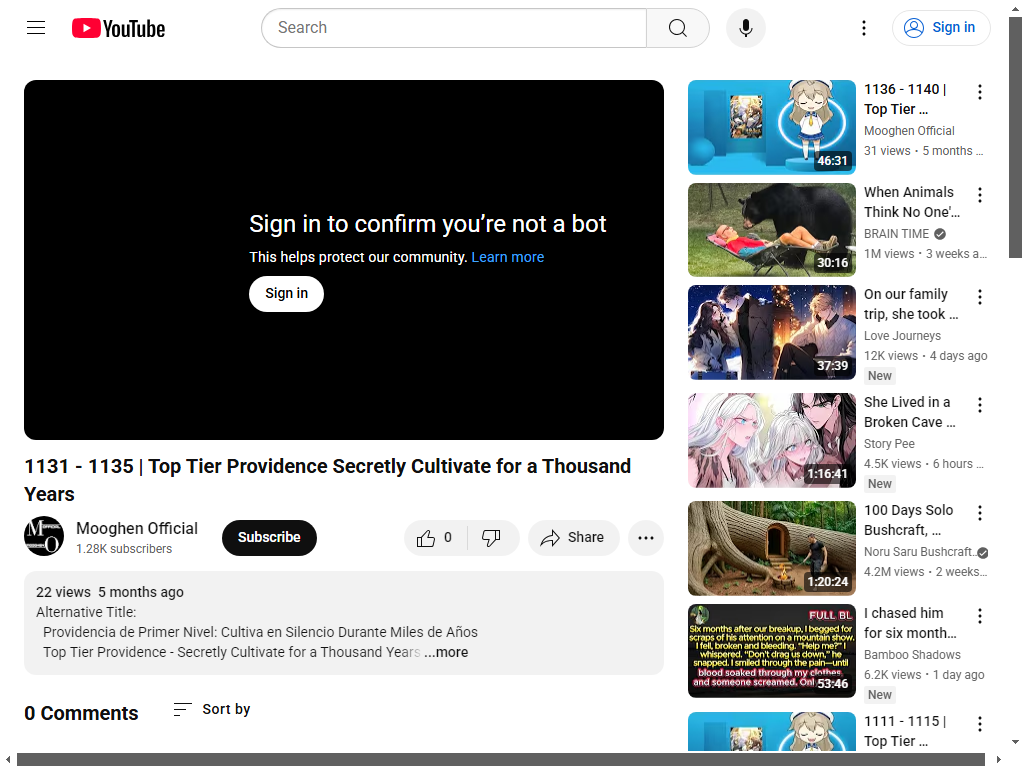 YouTube
Search
Sign in
Sign in to confirm you’re not a bot
This helps protect our community. Learn more
Sign in
1131 - 1135 | Top Tier Providence Secretly Cultivate for a Thousand
Years
Mooghen Official
1.28K subscribers
Subscribe
0
Share
22 views 5 months ago
Alternative Title:
Providencia de Primer Nivel: Cultiva en Silencio Durante Miles de Años
Top Tier Providence - Secretly Cultivate for a Thousand Years ...more
0 Comments
Sort by
46:31
1136 - 1140 |
Top Tier ...
Mooghen Official
31 views • 5 months ...
30:16
When Animals
Think No One'...
BRAIN TIME
1M views • 3 weeks a...
37:39
On our family
trip, she took ...
Love Journeys
12K views • 4 days ago
New
1:16:41
She Lived in a
Broken Cave ...
Story Pee
4.5K views • 6 hours ...
New
1:20:24
100 Days Solo
Bushcraft, ...
Noru Saru Bushcraft..
4.2M views • 2 weeks...
FULL BL
Six months after our breakup, I begged for
scraps of his attention on a mountain show.
I fell, broken and bleeding. "Help me?" I
whispered. "Don't drag us down," he
snapped. I smiled through the pain—until
blood soaked through my clothes,
and someone screamed.
53:46
I chased him
for six month...
Bamboo Shadows
6.2K views • 1 day ago
New
1111 - 1115 |
Top Tier ...